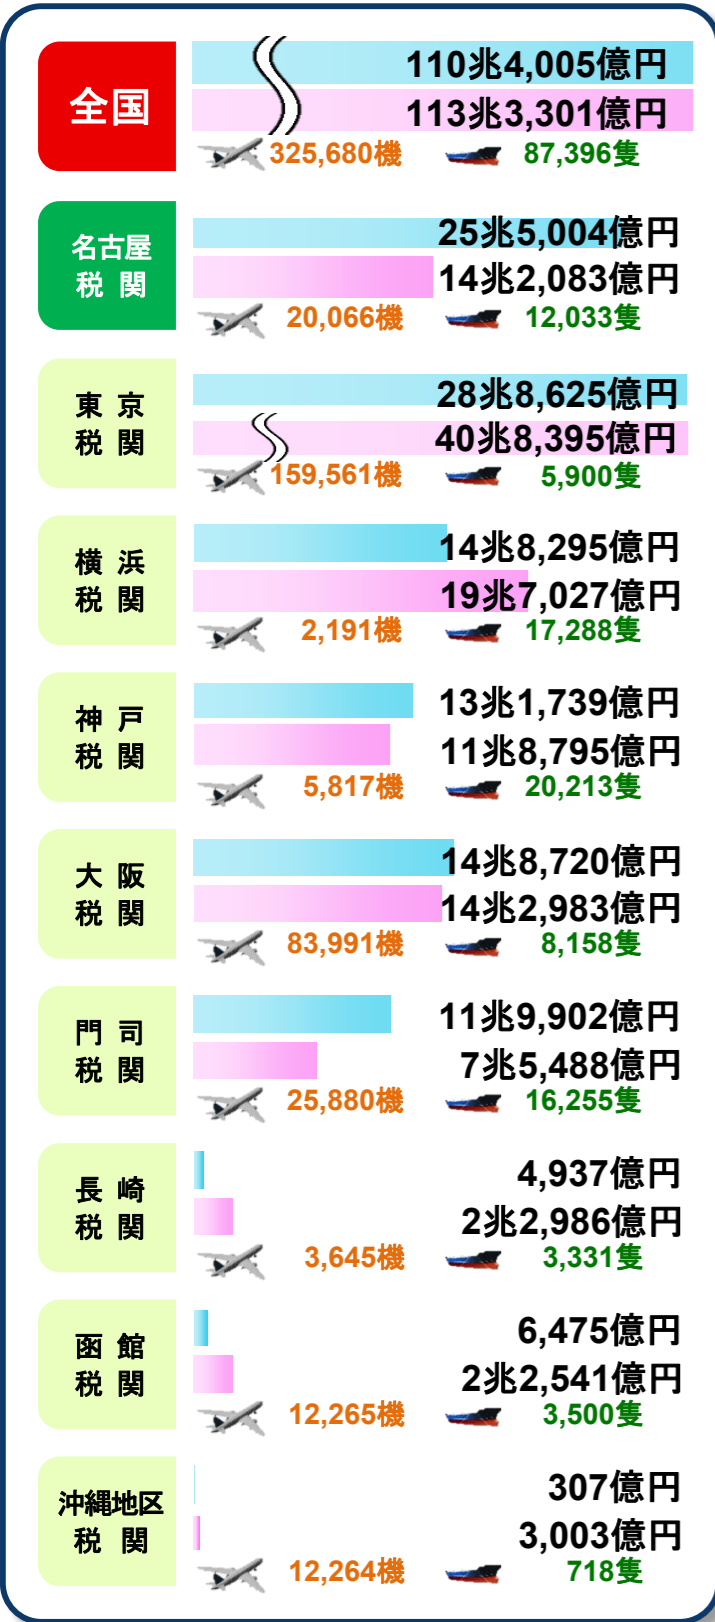 全国
110兆4,005億円
113兆3,301億円
325,680機 87,396隻
名古屋
税 関
25兆5,004億円
14兆2,083億円
20,066機 12,033隻
東 京
税 関
28兆8,625億円
40兆8,395億円
159,561機 5,900隻
横 浜
税 関
14兆8,295億円
19兆7,027億円
2,191機 17,288隻
神 戸
税 関
13兆1,739億円
11兆8,795億円
5,817機 20,213隻
大 阪
税 関
14兆8,720億円
14兆2,983億円
83,991機 8,158隻
門 司
税 関
11兆9,902億円
7兆5,488億円
25,880機 16,255隻
長 崎
税 関
4,937億円
2兆2,986億円
3,645機 3,331隻
函 館
税 関
6,475億円
2兆2,541億円
12,265機 3,500隻
沖縄地区
税 関
307億円
3,003億円
12,264機 718隻